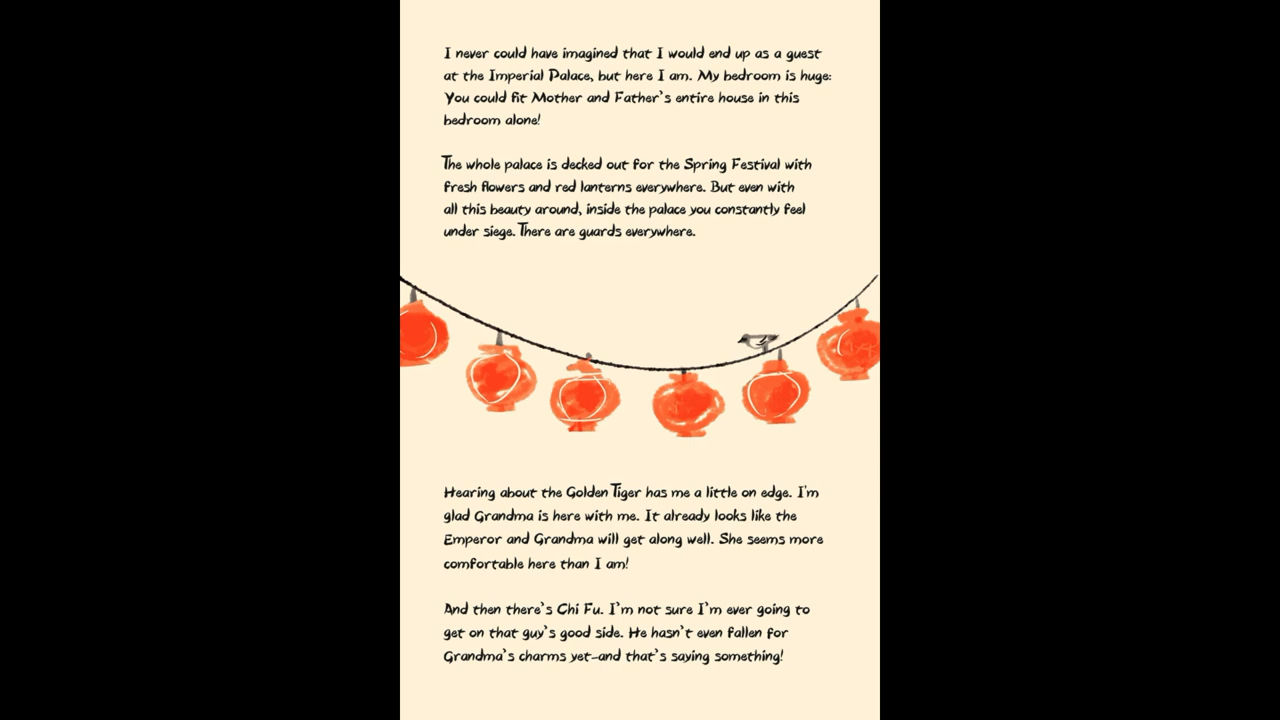 I never could have imagined that I would end up as a guest
at the Imperial Palace, but here I am. My bedroom is huge:
You could fit Mother and Father's entire house in this
bedroom alone!
The whole palace is decked out for the Spring Festival with
fresh flowers and red lanterns everywhere. But even with
all this beauty around, inside the palace you constantly feel
under siege. There are guards everywhere.
Hearing about the Golden Tiger has me a little on edge. I'm
glad Grandma is here with me. It already looks like the
Emperor and Grandma will get along well. She seems more
comfortable here than I am!
And then there's Chi Fu. I'm not sure I'm ever going to
get on that guy's good side. He hasn't even fallen for
Grandma's charms yet—and that's saying something!